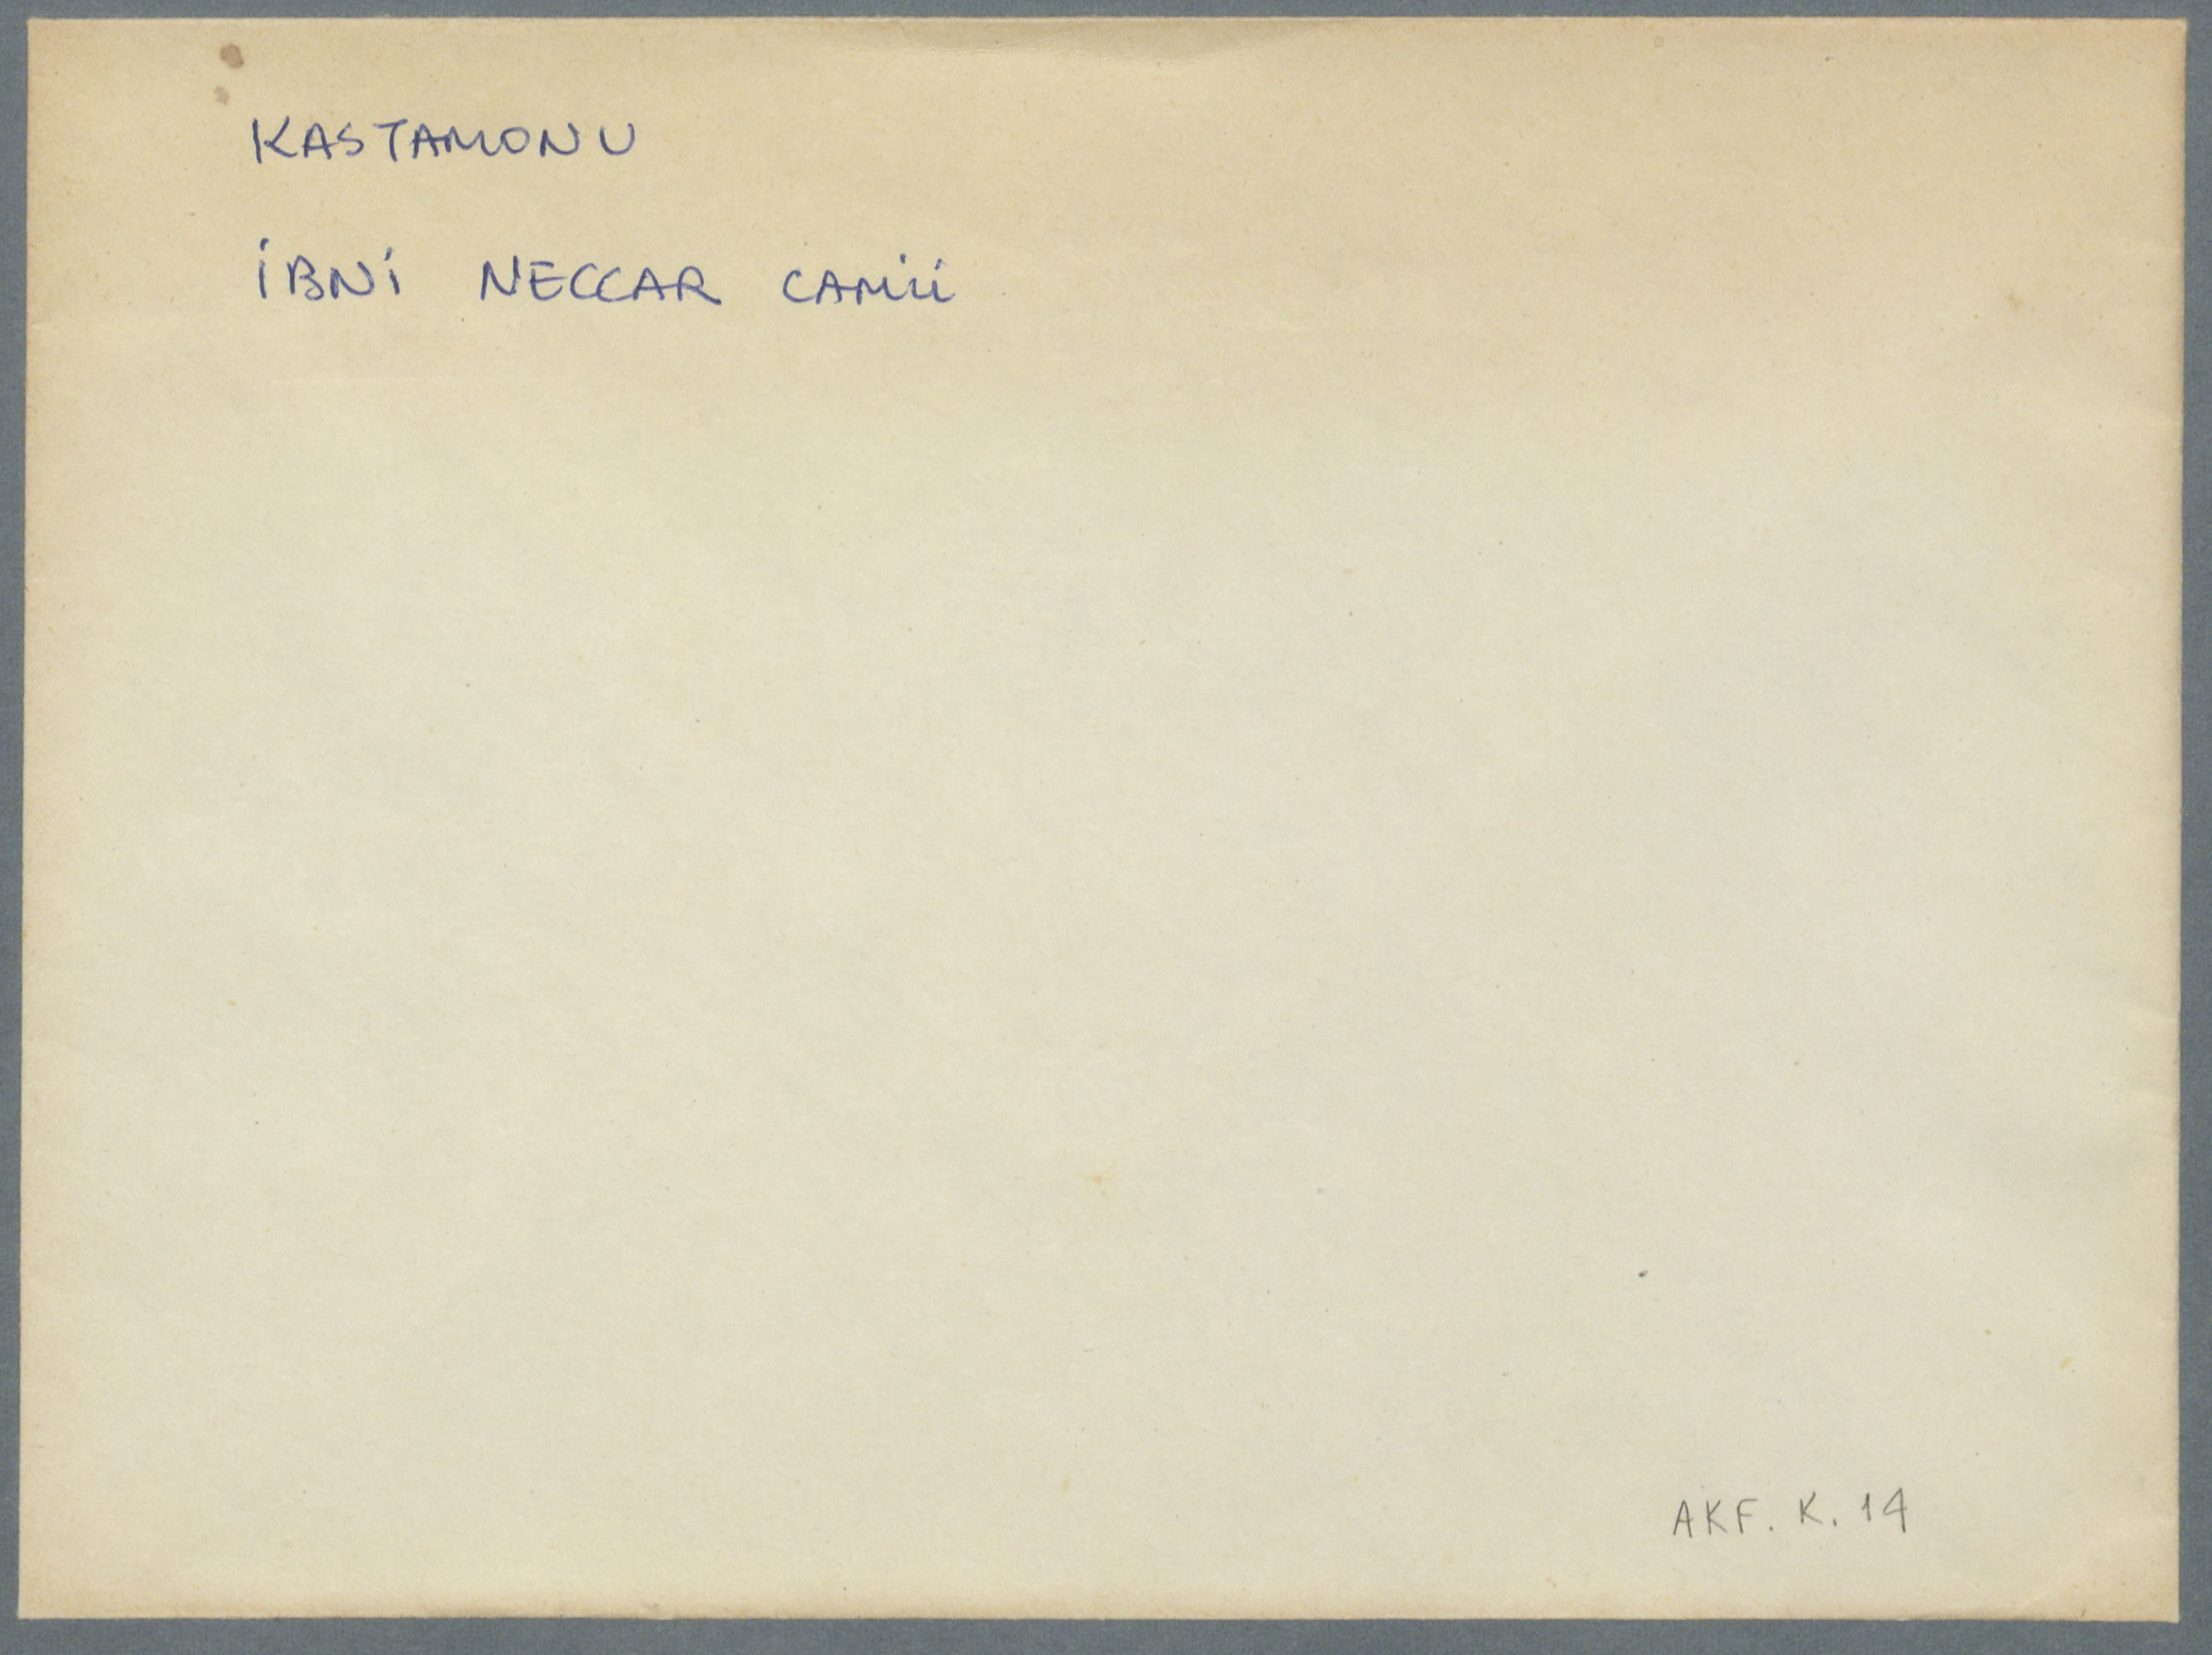 KASTAMONU
İBNİ NECCAR CAMİİ
AKF. K. 14